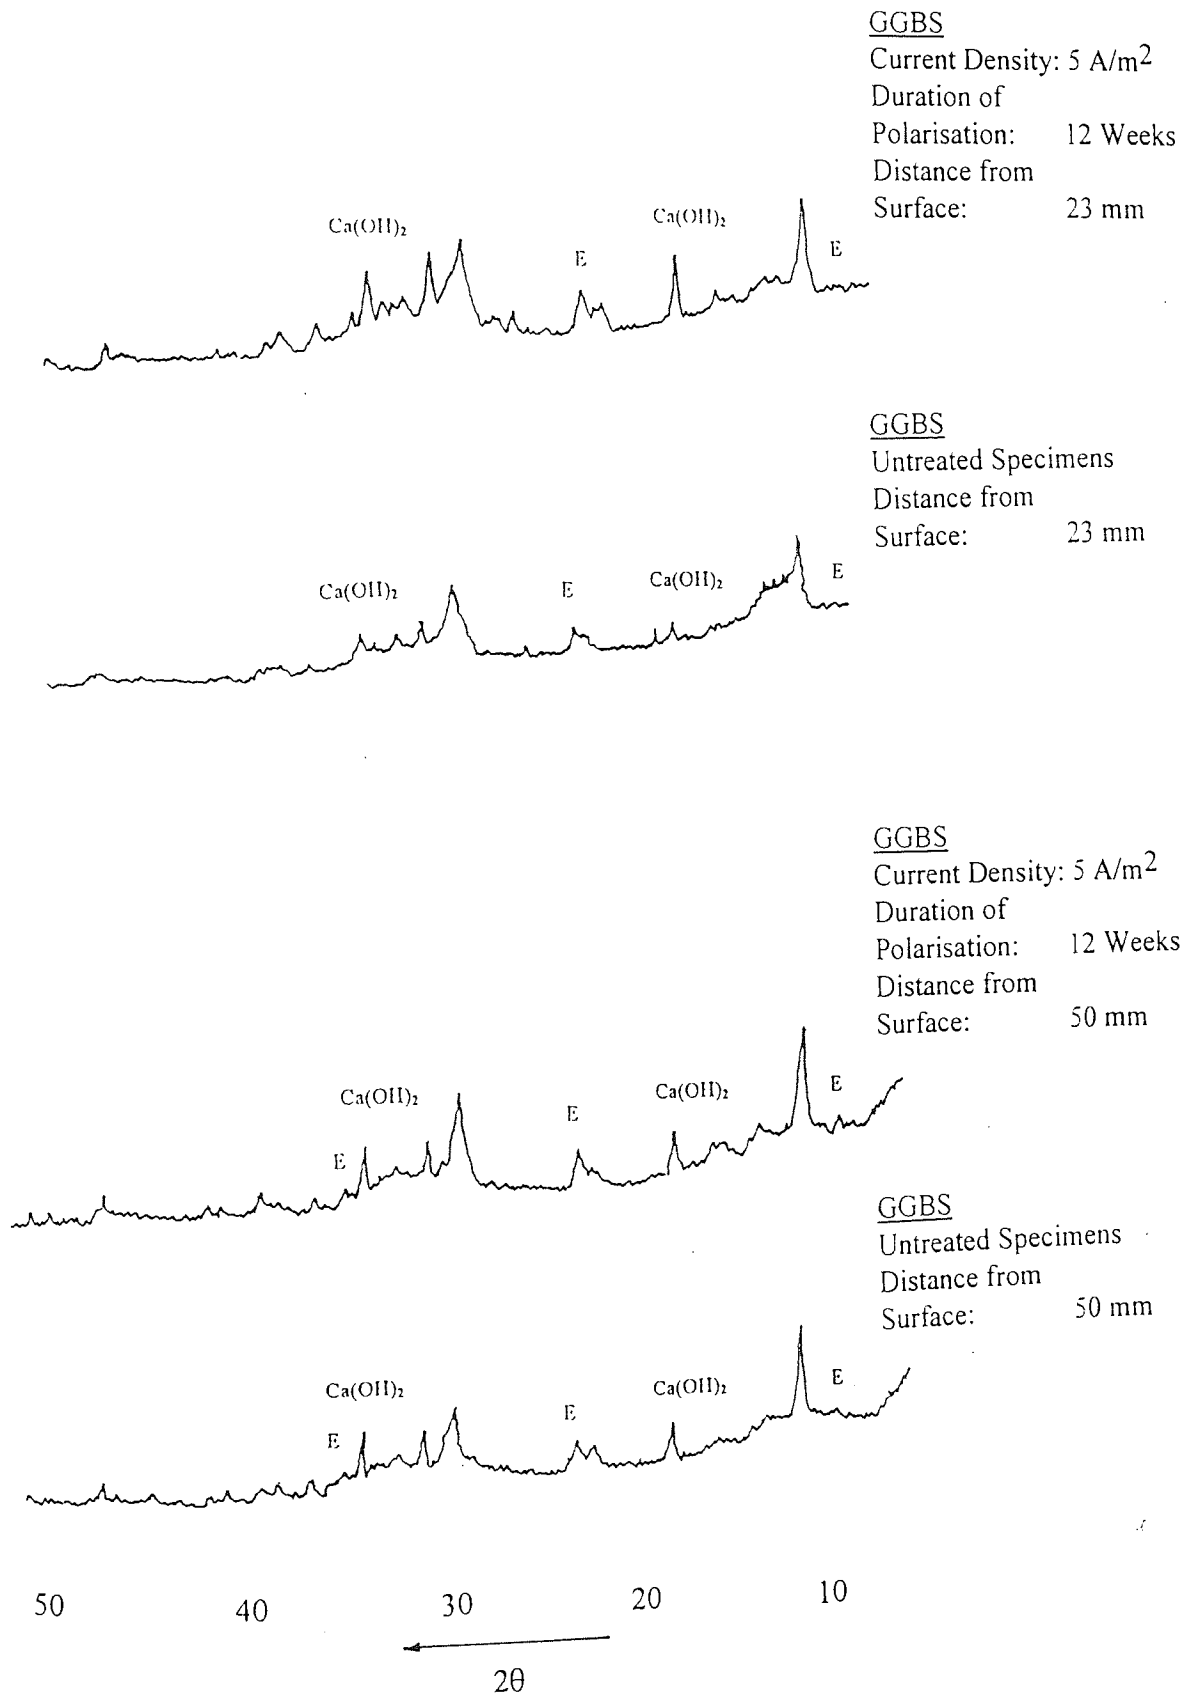 GGBS
Current Density: 5 A/m²
Duration of
Polarisation: 12 Weeks
Distance from
Surface: 23 mm
Ca(OH)₂
E
Ca(OH)₂
E
GGBS
Untreated Specimens
Distance from
Surface: 23 mm
Ca(OH)₂
E
Ca(OH)₂
E
GGBS
Current Density: 5 A/m²
Duration of
Polarisation: 12 Weeks
Distance from
Surface: 50 mm
E
Ca(OH)₂
E
Ca(OH)₂
E
GGBS
Untreated Specimens
Distance from
Surface: 50 mm
E
Ca(OH)₂
E
Ca(OH)₂
E
50 40 30 20 10
2θ